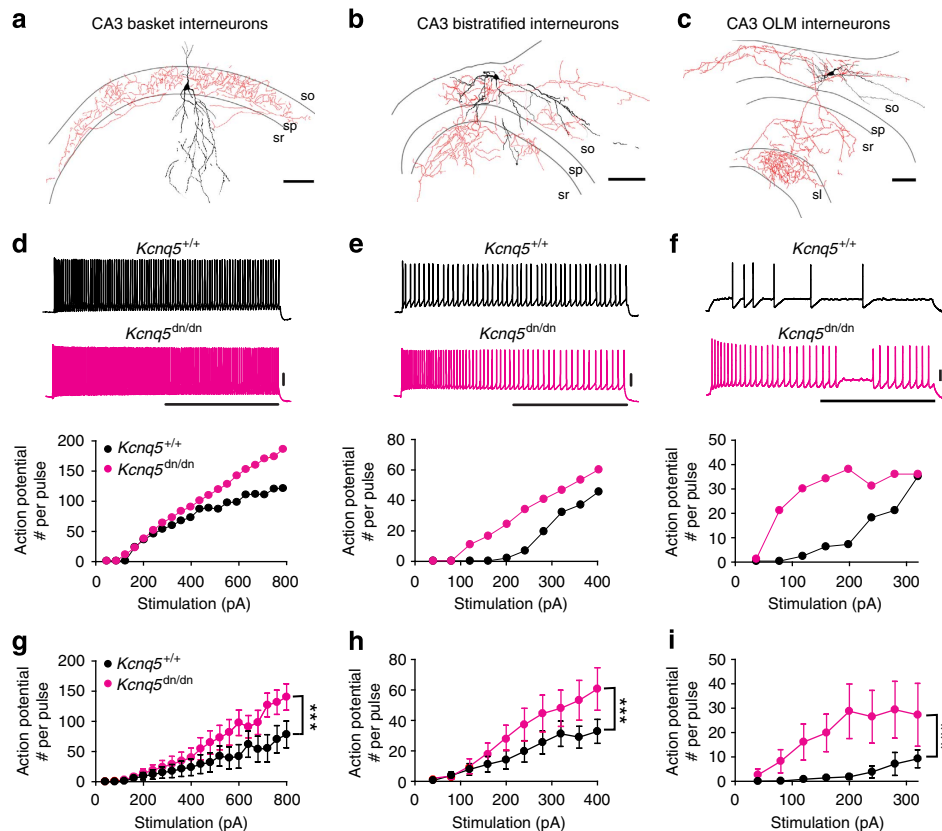 a CA3 basket interneurons
so
sp
sr
b CA3 bistratified interneurons
so
sp
sr
c CA3 OLM interneurons
so
sp
sr
sl
d
Kcnq5+/+
Kcnq5dn/dn
e
Kcnq5+/+
Kcnq5dn/dn
f
Kcnq5+/+
Kcnq5dn/dn
Action potential
# per pulse
200
150
100
50
0
Kcnq5+/+
Kcnq5dn/dn
0 200 400 600 800
Stimulation (pA)
Action potential
# per pulse
80
60
40
20
0
0 100 200 300 400
Stimulation (pA)
Action potential
# per pulse
50
40
30
20
10
0
0 100 200 300
Stimulation (pA)
g
Action potential
# per pulse
250
200
150
100
50
0
Kcnq5+/+
Kcnq5dn/dn
***
0 200 400 600 800
Stimulation (pA)
h
Action potential
# per pulse
80
60
40
20
0
***
0 100 200 300 400
Stimulation (pA)
i
Action potential
# per pulse
50
40
30
20
10
0
0 100 200 300
Stimulation (pA)